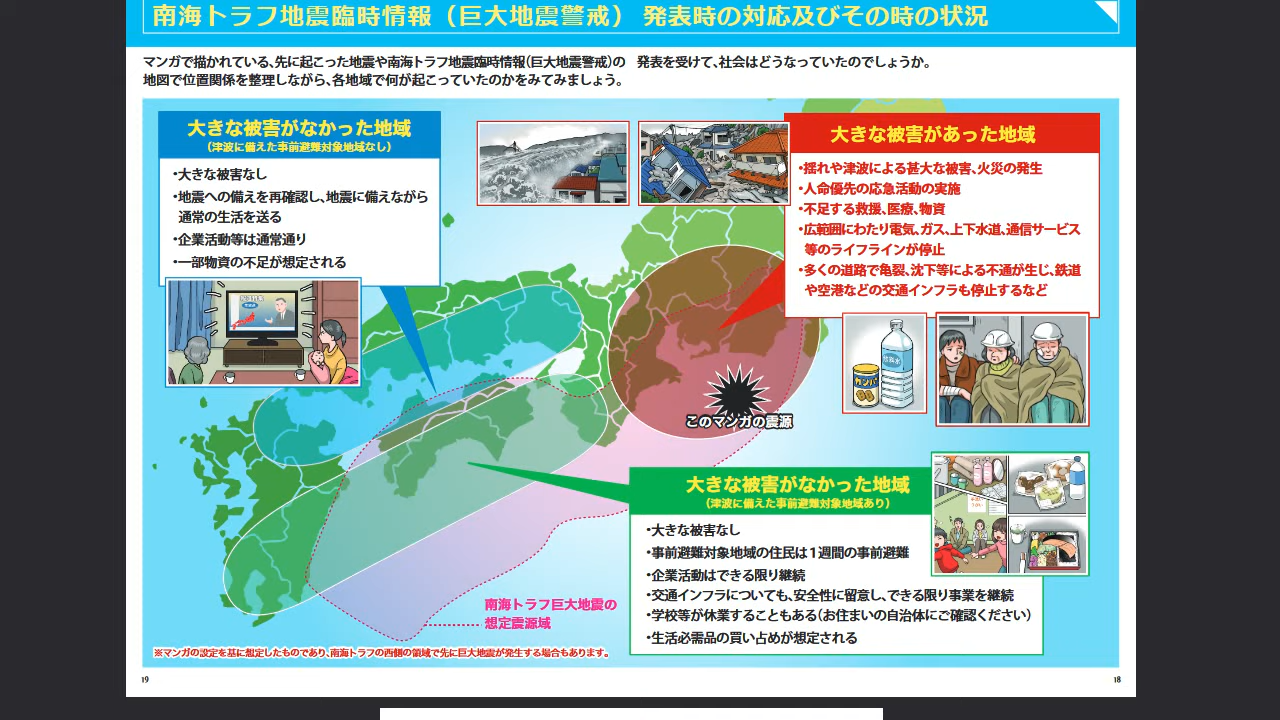 南海トラフ地震臨時情報（巨大地震警戒） 発表時の対応及びその時の状況
マンガで描かれている、先に起こった地震や南海トラフ地震臨時情報（巨大地震警戒）の　発表を受けて、社会はどうなっていたのでしょうか。
地図で位置関係を整理しながら、各地域で何が起こっていたのかをみてみましょう。
大きな被害がなかった地域
（津波に備えた事前避難対象地域なし）
・大きな被害なし
・地震への備えを再確認し、地震に備えながら
通常の生活を送る
・企業活動等は通常通り
・一部物資の不足が想定される
大きな被害があった地域
・揺れや津波による甚大な被害、火災の発生
・人命優先の応急活動の実施
・不足する救援、医療、物資
・広範囲にわたり電気、ガス、上下水道、通信サービス
等のライフラインが停止
・多くの道路で亀裂、沈下等による不通が生じ、鉄道
や空港などの交通インフラも停止するなど
カンパン
このマンガの震源
大きな被害がなかった地域
（津波に備えた事前避難対象地域あり）
・大きな被害なし
・事前避難対象地域の住民は１週間の事前避難
・企業活動はできる限り継続
・交通インフラについても、安全性に留意し、できる限り事業を継続
・学校等が休業することもある（お住まいの自治体にご確認ください）
・生活必需品の買い占めが想定される
南海トラフ巨大地震の
想定震源域
※マンガの設定を基に想定したものであり、南海トラフの西側の領域で先に巨大地震が発生する場合もあります。
19
18